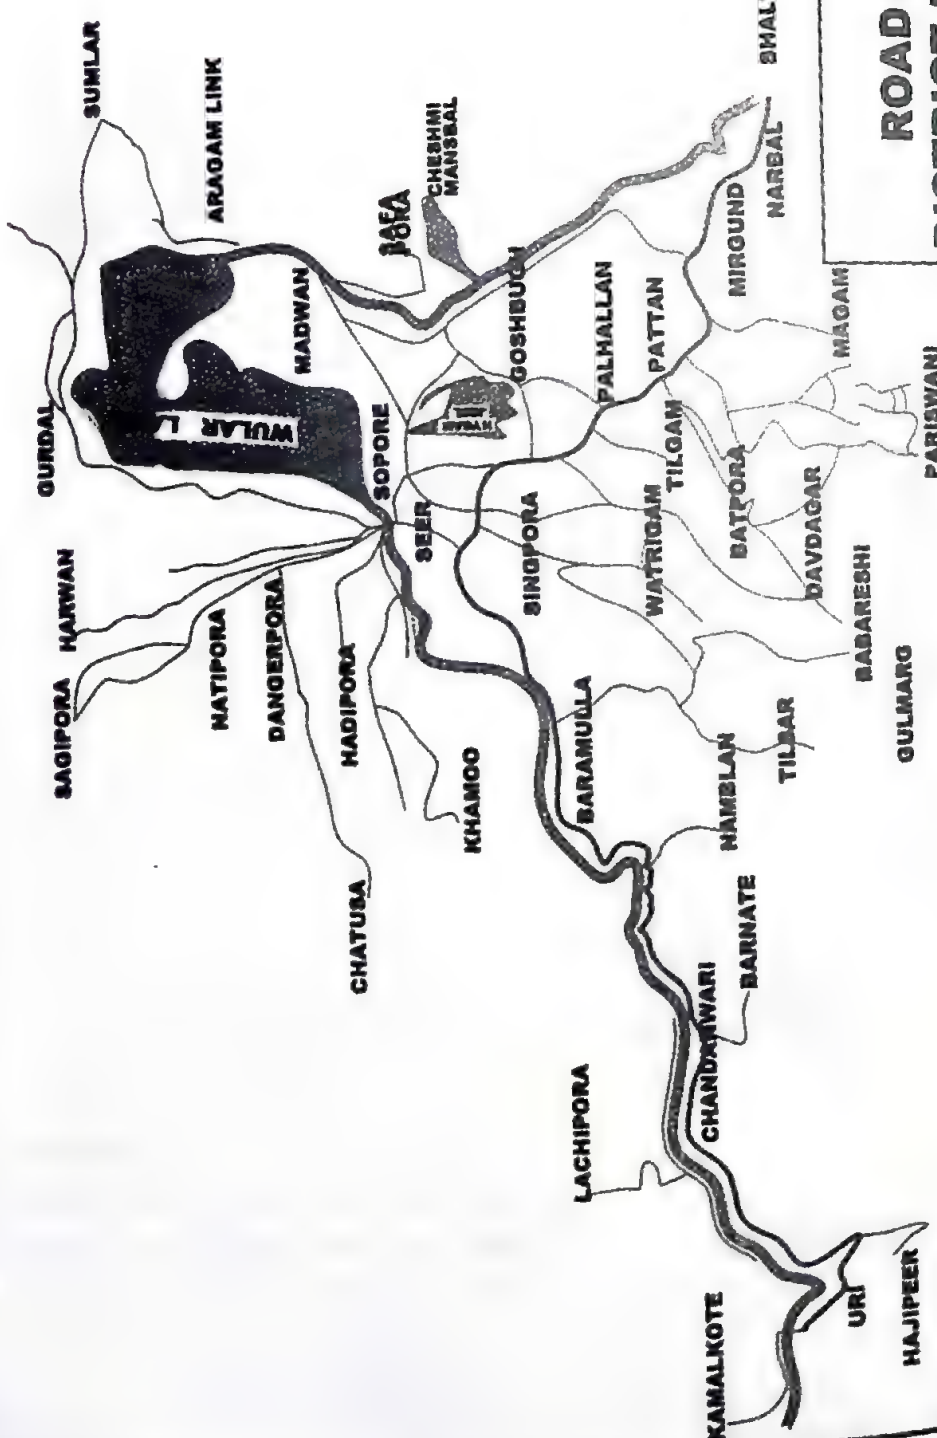 GURDAL
SAGIPORA
HARWAN
SUMLAR
ARAGAM LINK
NATIPORA
WULAR LA
DANGERPORA
MADWAN
HADIPORA
CHATUSA
SOPORE
SAFA
PORA
SEER
CHESHMI
MANSBAL
KHAMOO
GOSHBUGH
SINGPORA
LACHIPORA
BARAMULLA
PALHALLAN
WATRIGAM
PATTAN
TILGAM
CHANDANWARI
KAMALKOTE
NAMBLAN
MIRGUND
BATPORA
BARNATE
NARBAL
TILBAR
DAVDAGAR
MAGAM
URI
BABARESHI
ROAD
GULMARG
HAJIPEER
PARISWANI